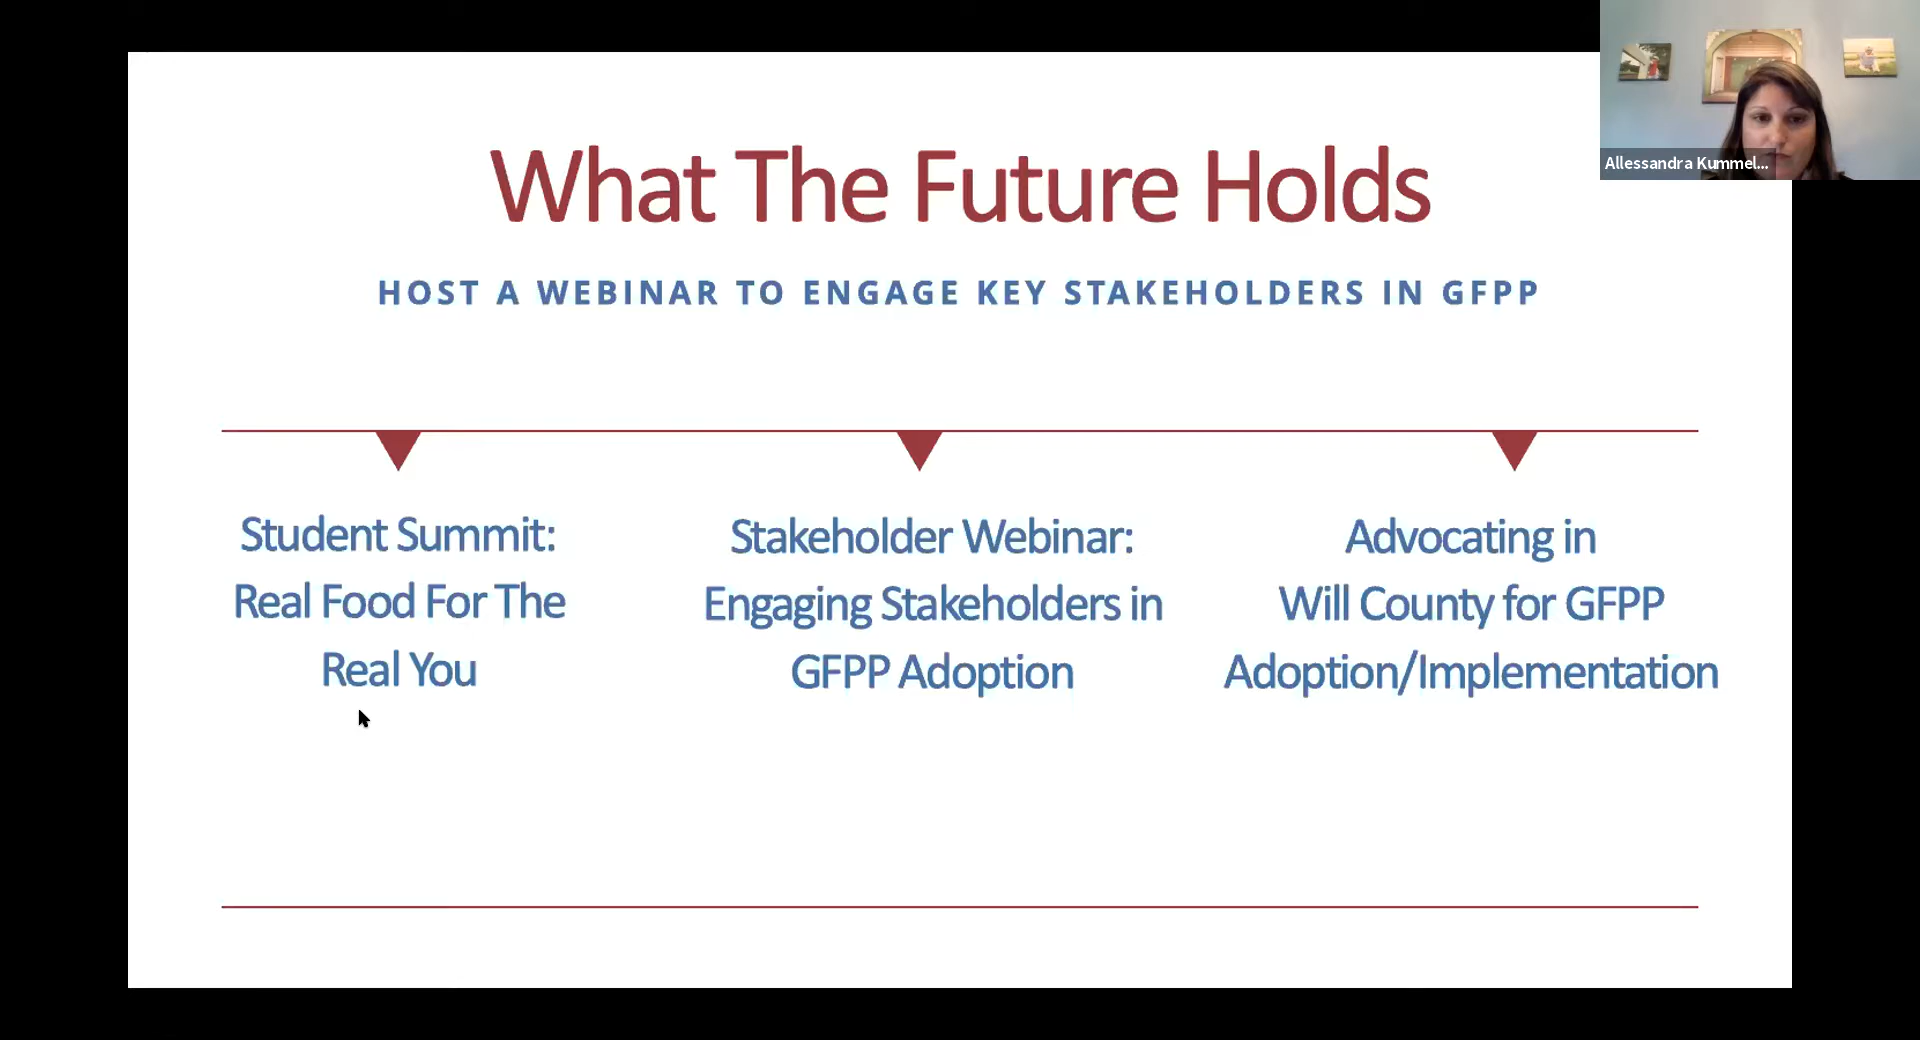 What The Future Holds
HOST A WEBINAR TO ENGAGE KEY STAKEHOLDERS IN GFPP
Student Summit:
Real Food For The
Real You
Stakeholder Webinar:
Engaging Stakeholders in
GFPP Adoption
Advocating in
Will County for GFPP
Adoption/Implementation
Allessandra Kummel...